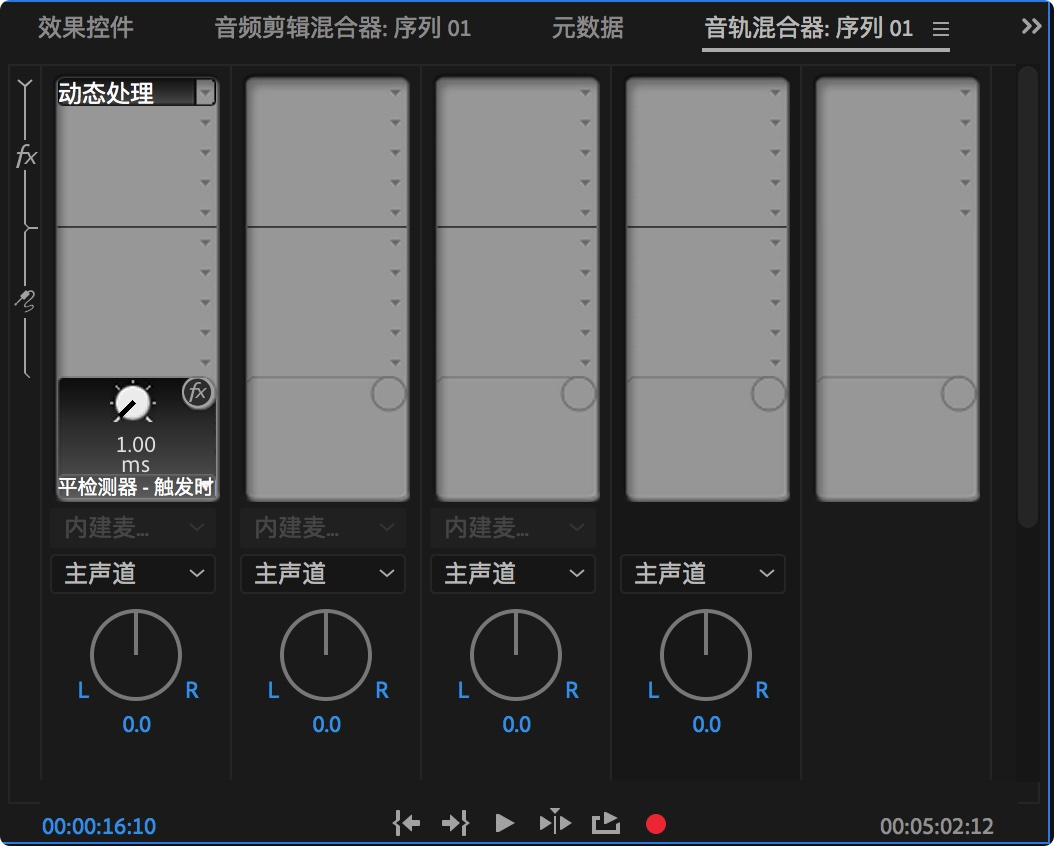 效果控件
音频剪辑混合器: 序列 01
元数据
音轨混合器: 序列 01
动态处理
fx
fx
1.00
ms
平检测器 - 触发时
内建麦...
内建麦...
内建麦...
主声道
主声道
主声道
主声道
L R
L R
L R
L R
0.0
0.0
0.0
0.0
00:00:16:10
00:05:02:12